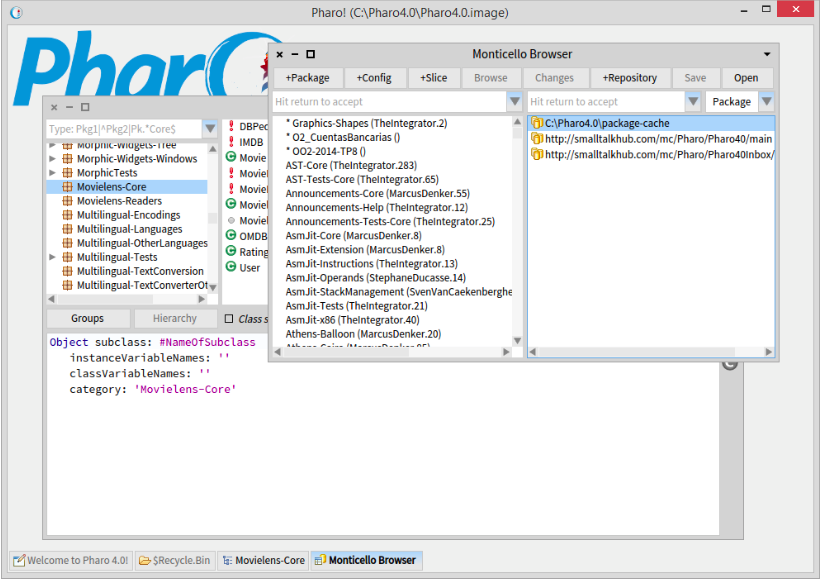 Pharo! (C:\Pharo4.0\Pharo4.0.image)
Pharo
Monticello Browser
+Package
+Config
+Slice
Browse
Changes
+Repository
Save
Open
Hit return to accept
Hit return to accept
Package
* Graphics-Shapes (TheIntegrator.2)
* O2_CuentasBancarias ()
* OO2-2014-TP8 ()
AST-Core (TheIntegrator.283)
AST-Tests-Core (TheIntegrator.65)
Announcements-Core (MarcusDenker.55)
Announcements-Help (TheIntegrator.12)
Announcements-Tests-Core (TheIntegrator.25)
AsmJit-Core (MarcusDenker.8)
AsmJit-Extension (MarcusDenker.8)
AsmJit-Instructions (TheIntegrator.13)
AsmJit-Operands (StephaneDucasse.14)
AsmJit-StackManagement (SvenVanCaekenberghe
AsmJit-Tests (TheIntegrator.21)
AsmJit-x86 (TheIntegrator.40)
Athens-Balloon (MarcusDenker.20)
Athens-Cairo (MarcusDenker.85)
C:\Pharo4.0\package-cache
http://smalltalkhub.com/mc/Pharo/Pharo40/main
http://smalltalkhub.com/mc/Pharo/Pharo40Inbox/
Type: Pkg1|^Pkg2|Pk.*Core$
Morphic-Widgets-Tree
Morphic-Widgets-Windows
MorphicTests
Movielens-Core
Movielens-Readers
Multilingual-Encodings
Multilingual-Languages
Multilingual-OtherLanguages
Multilingual-Tests
Multilingual-TextConversion
Multilingual-TextConverterOt
DBPed
IMDB
Movie
Moviel
Moviel
Moviel
Moviel
OMDB
Rating
User
Groups
Hierarchy
Class s
Object subclass: #NameOfSubclass
instanceVariableNames: ''
classVariableNames: ''
category: 'Movielens-Core'
Welcome to Pharo 4.0!
$Recycle.Bin
Movielens-Core
Monticello Browser